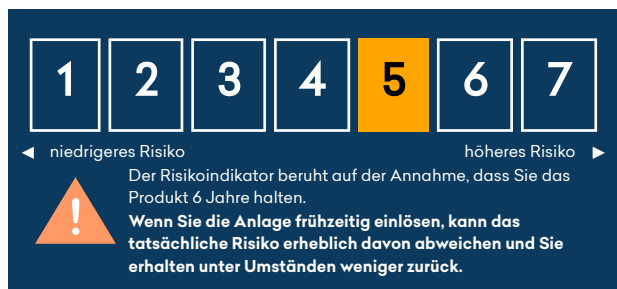 1 2 3 4 5 6 7
◄ niedrigeres Risiko höheres Risiko ►
Der Risikoindikator beruht auf der Annahme, dass Sie das
Produkt 6 Jahre halten.
Wenn Sie die Anlage frühzeitig einlösen, kann das
tatsächliche Risiko erheblich davon abweichen und Sie
erhalten unter Umständen weniger zurück.
!